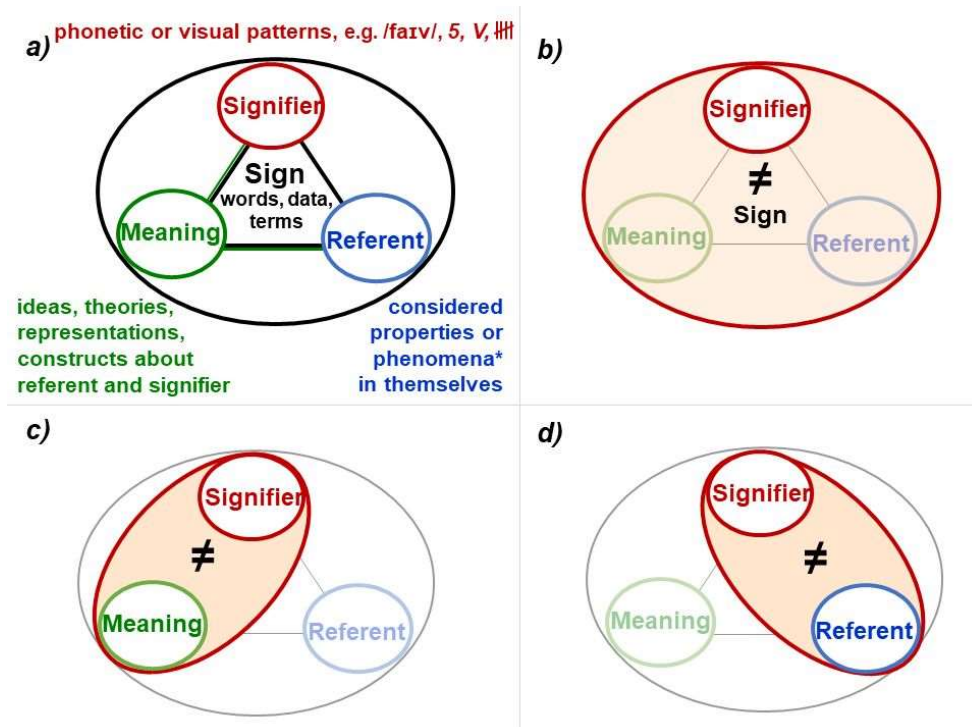 a)
phonetic or visual patterns, e.g. /faɪv/, 5, V, 卌
Signifier
Sign
words, data,
terms
Meaning
Referent
ideas, theories,
representations,
constructs about
referent and signifier
considered
properties or
phenomena*
in themselves
b)
Signifier
≠
Sign
Meaning
Referent
c)
Signifier
≠
Meaning
Referent
d)
Signifier
≠
Meaning
Referent